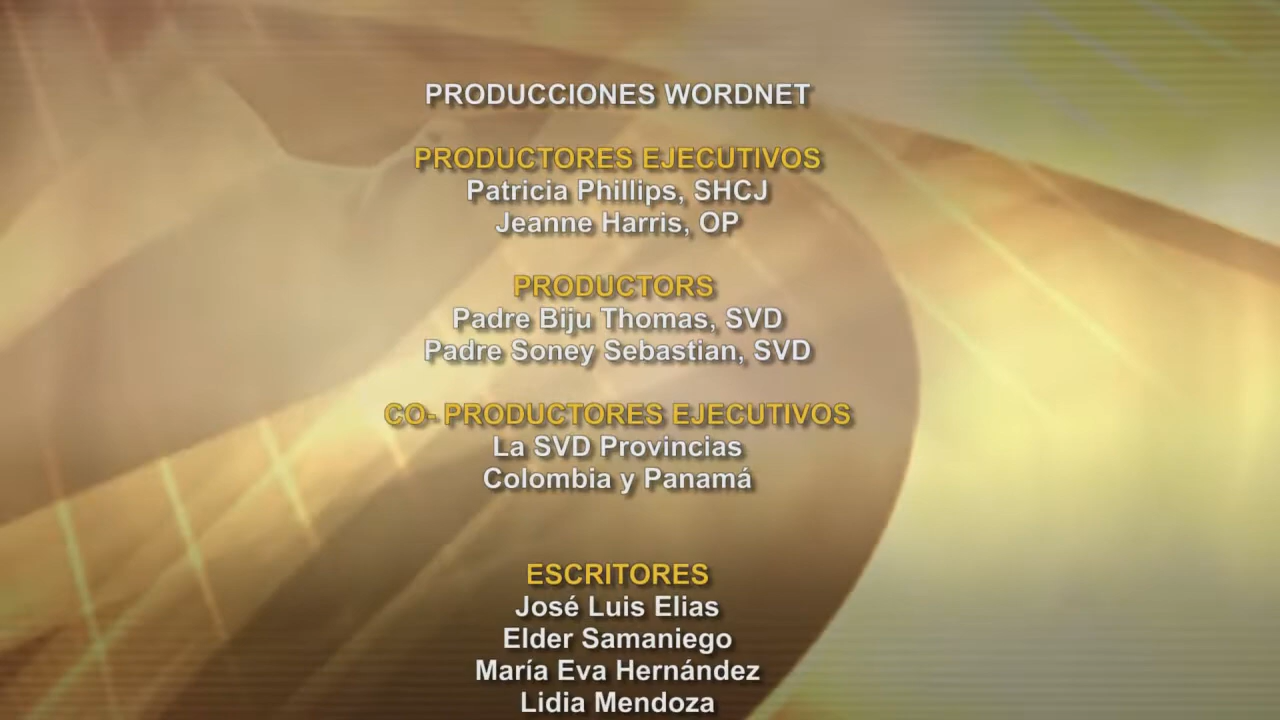 PRODUCCIONES WORDNET
PRODUCTORES EJECUTIVOS
Patricia Phillips, SHCJ
Jeanne Harris, OP
PRODUCTORS
Padre Biju Thomas, SVD
Padre Soney Sebastian, SVD
CO- PRODUCTORES EJECUTIVOS
La SVD Provincias
Colombia y Panamá
ESCRITORES
José Luis Elias
Elder Samaniego
María Eva Hernández
Lidia Mendoza